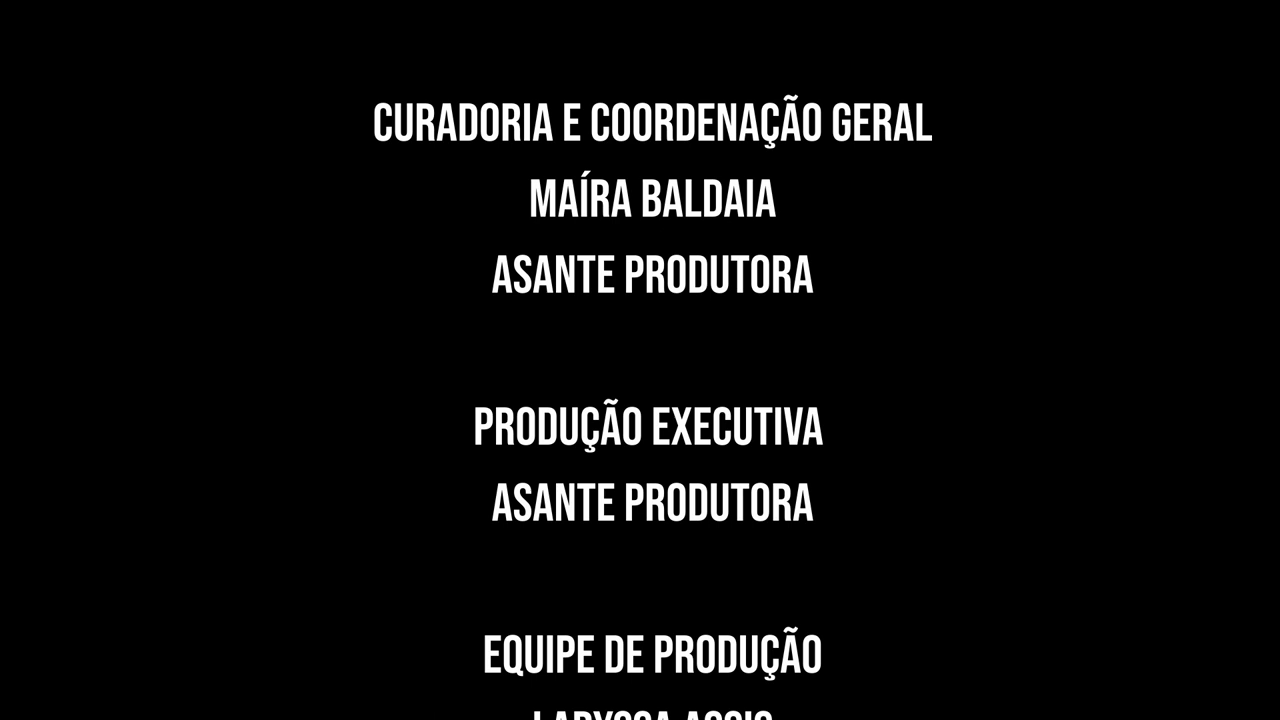 CURADORIA E COORDENAÇÃO GERAL
MAÍRA BALDAIA
ASANTE PRODUTORA
PRODUÇÃO EXECUTIVA
ASANTE PRODUTORA
EQUIPE DE PRODUÇÃO